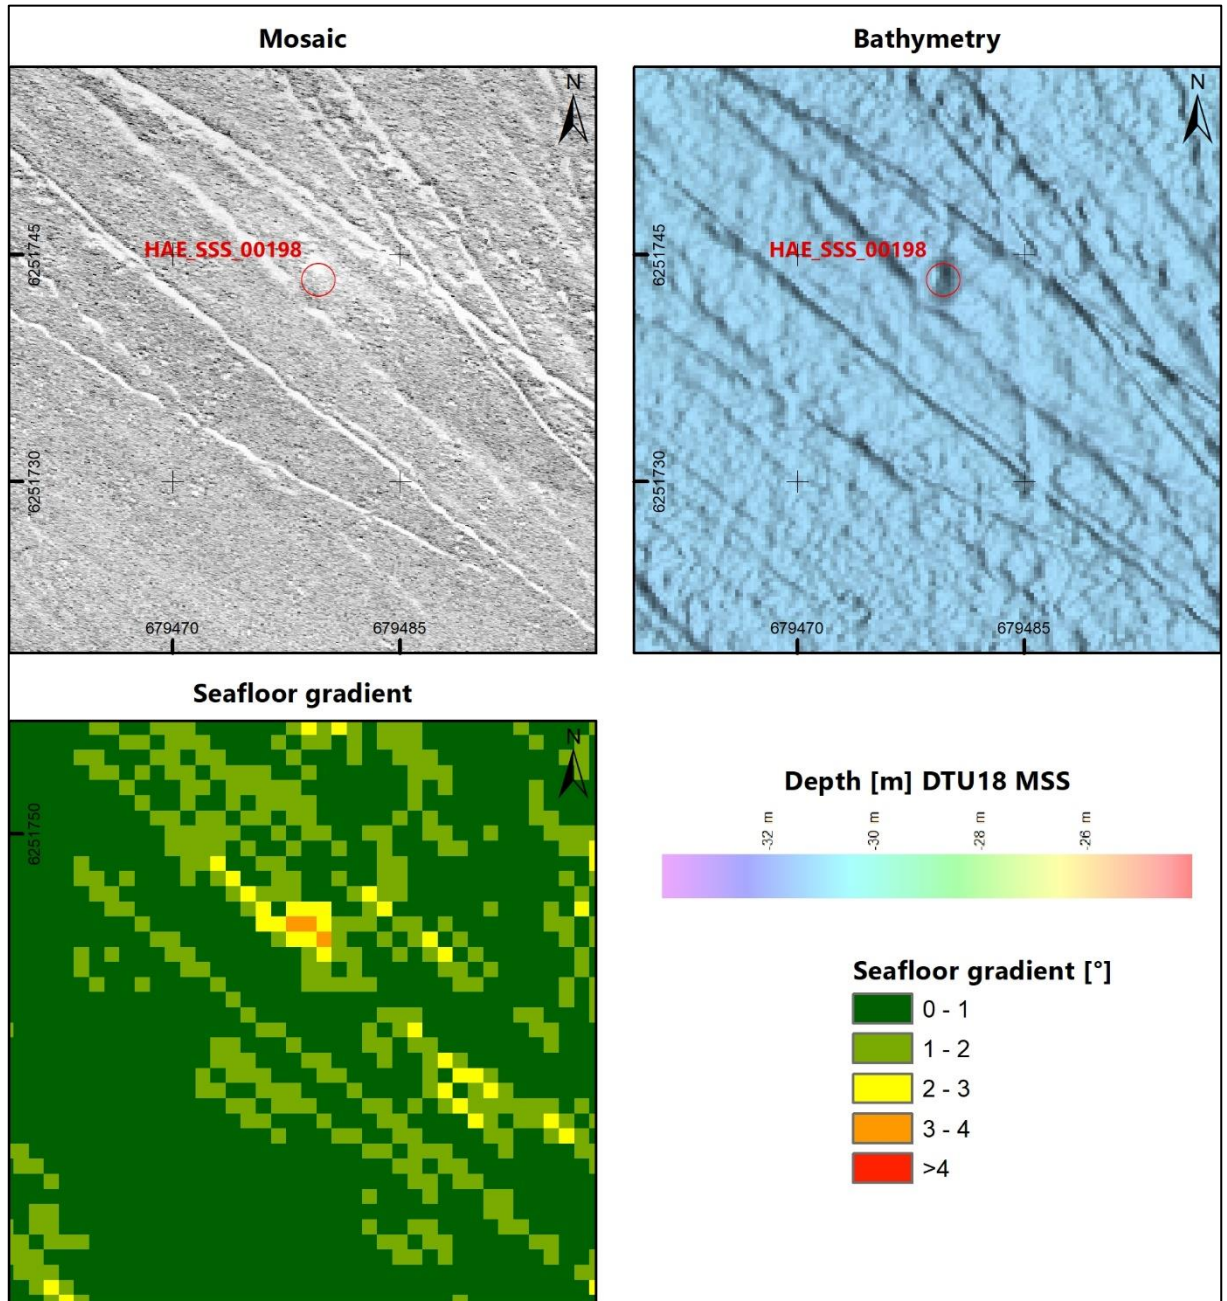 Mosaic
Bathymetry
N
N
6251745
HAE_SSS_00198
6251745
HAE_SSS_00198
6251730
6251730
679470
679485
679470
679485
Seafloor gradient
N
6251750
Depth [m] DTU18 MSS
-32 m
-30 m
-28 m
-26 m
Seafloor gradient [°]
0 - 1
1 - 2
2 - 3
3 - 4
>4